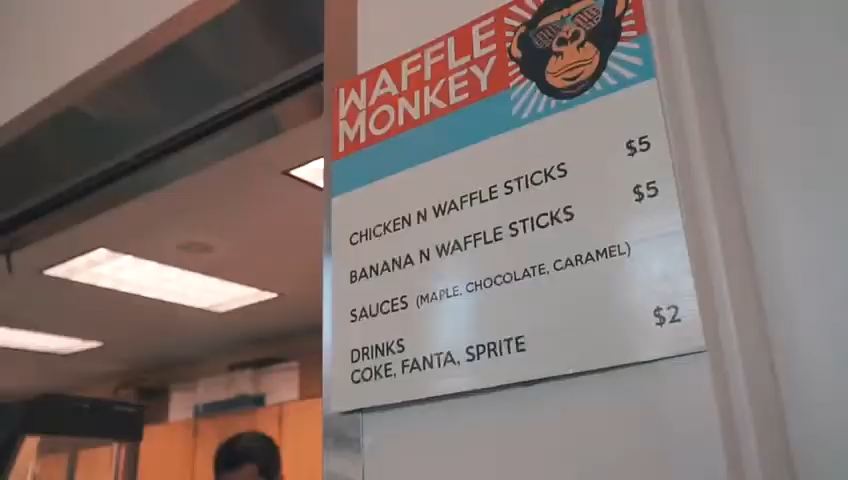 WAFFLE
MONKEY
CHICKEN N WAFFLE STICKS $5
BANANA N WAFFLE STICKS $5
SAUCES (MAPLE, CHOCOLATE, CARAMEL)
DRINKS $2
COKE, FANTA, SPRITE